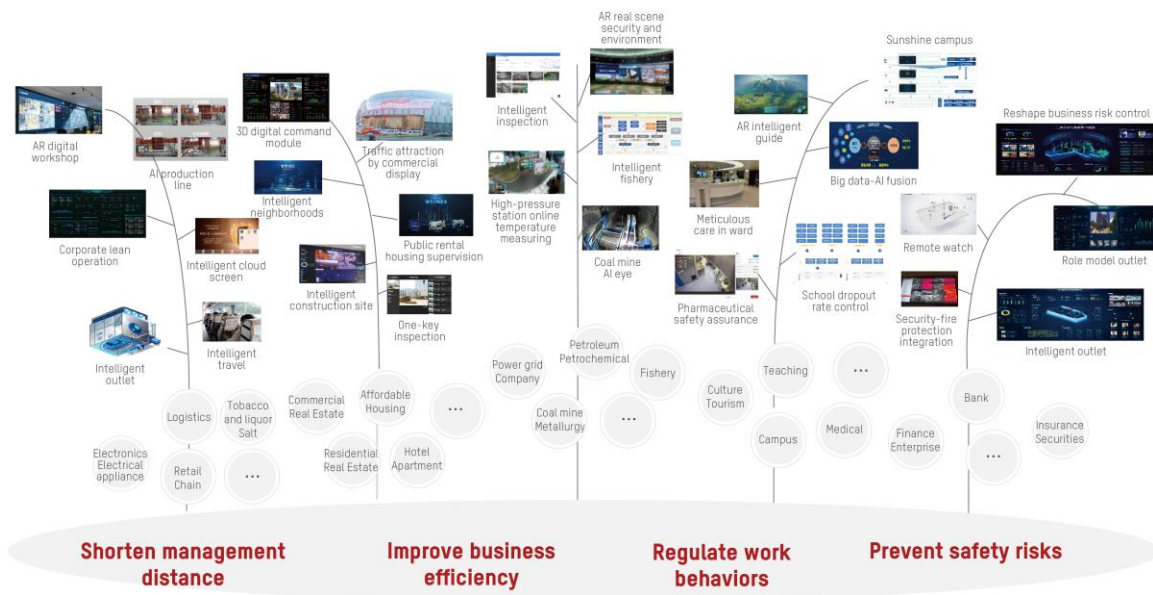 AR real scene
security and
environment
Sunshine campus
Intelligent
inspection
AR intelligent
guide
Reshape business risk control
AR digital
workshop
AI production
line
3D digital command
module
Traffic attraction
by commercial
display
Intelligent
fishery
Big data-AI fusion
Intelligent
neighborhoods
High-pressure
station online
temperature
measuring
Meticulous
care in ward
Remote watch
Corporate lean
operation
Intelligent cloud
screen
Public rental
housing supervision
Coal mine
AI eye
Role model outlet
Intelligent
construction site
Pharmaceutical
safety assurance
School dropout
rate control
Security-fire
protection
integration
One-key
inspection
Intelligent
outlet
Intelligent
travel
Intelligent outlet
Logistics
Tobacco
and liquor
Salt
Commercial
Real Estate
Affordable
Housing
...
Power grid
Company
Petroleum
Petrochemical
Fishery
Culture
Tourism
Teaching
...
Bank
Electronics
Electrical
appliance
Retail
Chain
...
Residential
Real Estate
Hotel
Apartment
Coal mine
Metallurgy
...
Campus
Medical
Finance
Enterprise
...
Insurance
Securities
Shorten management
distance
Improve business
efficiency
Regulate work
behaviors
Prevent safety risks